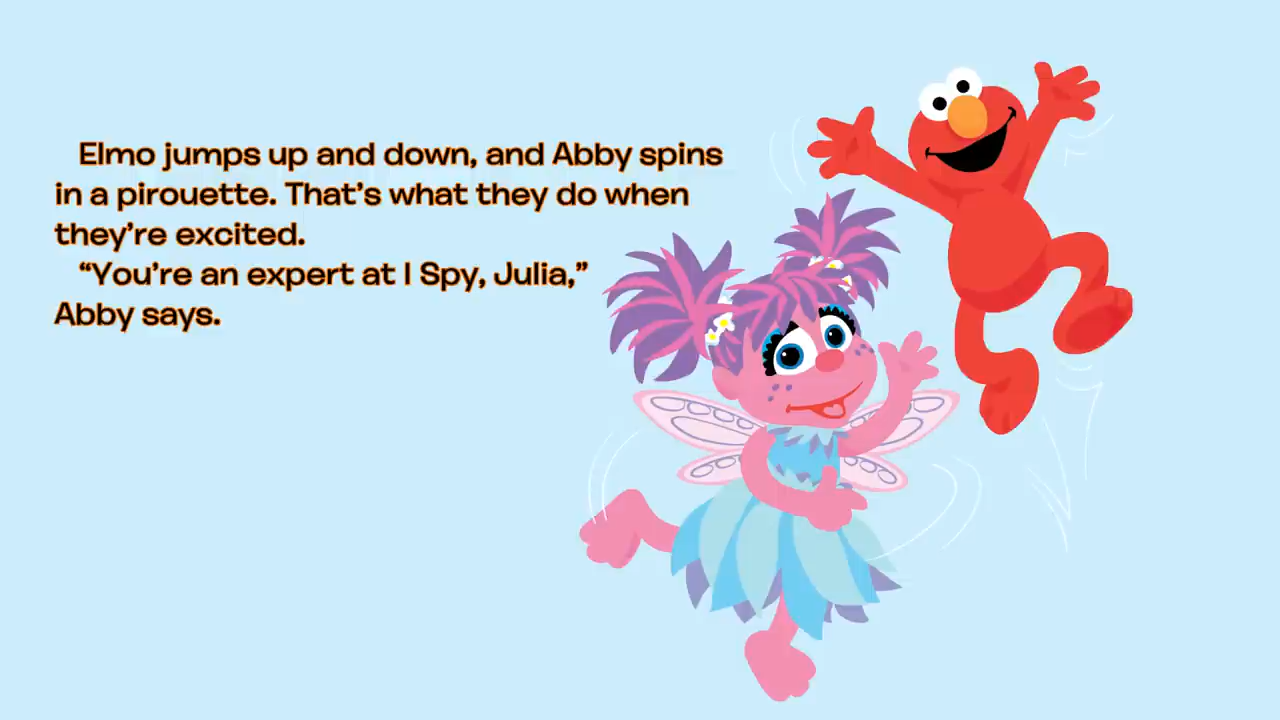 Elmo jumps up and down, and Abby spins
in a pirouette. That’s what they do when
they’re excited.
“You’re an expert at I Spy, Julia,”
Abby says.